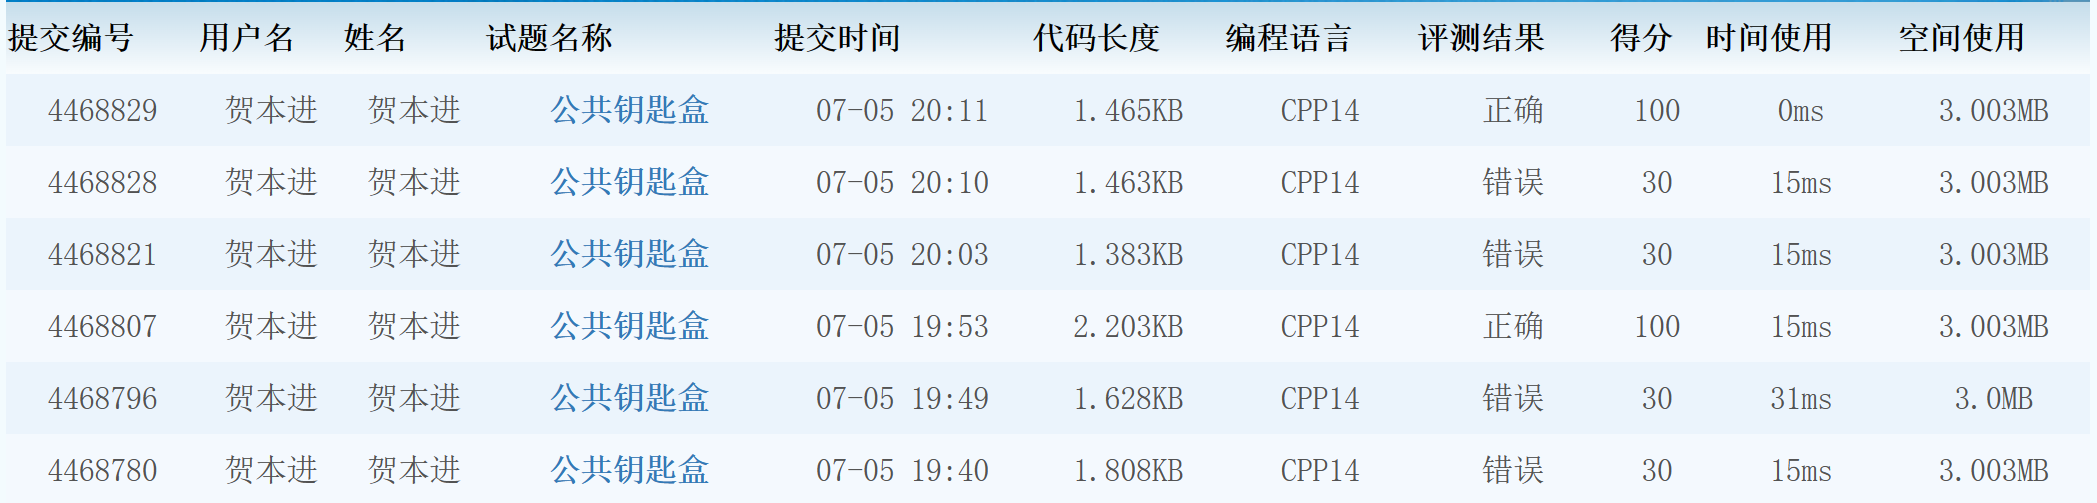 提交编号 用户名 姓名 试题名称 提交时间 代码长度 编程语言 评测结果 得分 时间使用 空间使用
4468829 贺本进 贺本进 公共钥匙盒 07-05 20:11 1.465KB CPP14 正确 100 0ms 3.003MB
4468828 贺本进 贺本进 公共钥匙盒 07-05 20:10 1.463KB CPP14 错误 30 15ms 3.003MB
4468821 贺本进 贺本进 公共钥匙盒 07-05 20:03 1.383KB CPP14 错误 30 15ms 3.003MB
4468807 贺本进 贺本进 公共钥匙盒 07-05 19:53 2.203KB CPP14 正确 100 15ms 3.003MB
4468796 贺本进 贺本进 公共钥匙盒 07-05 19:49 1.628KB CPP14 错误 30 31ms 3.0MB
4468780 贺本进 贺本进 公共钥匙盒 07-05 19:40 1.808KB CPP14 错误 30 15ms 3.003MB